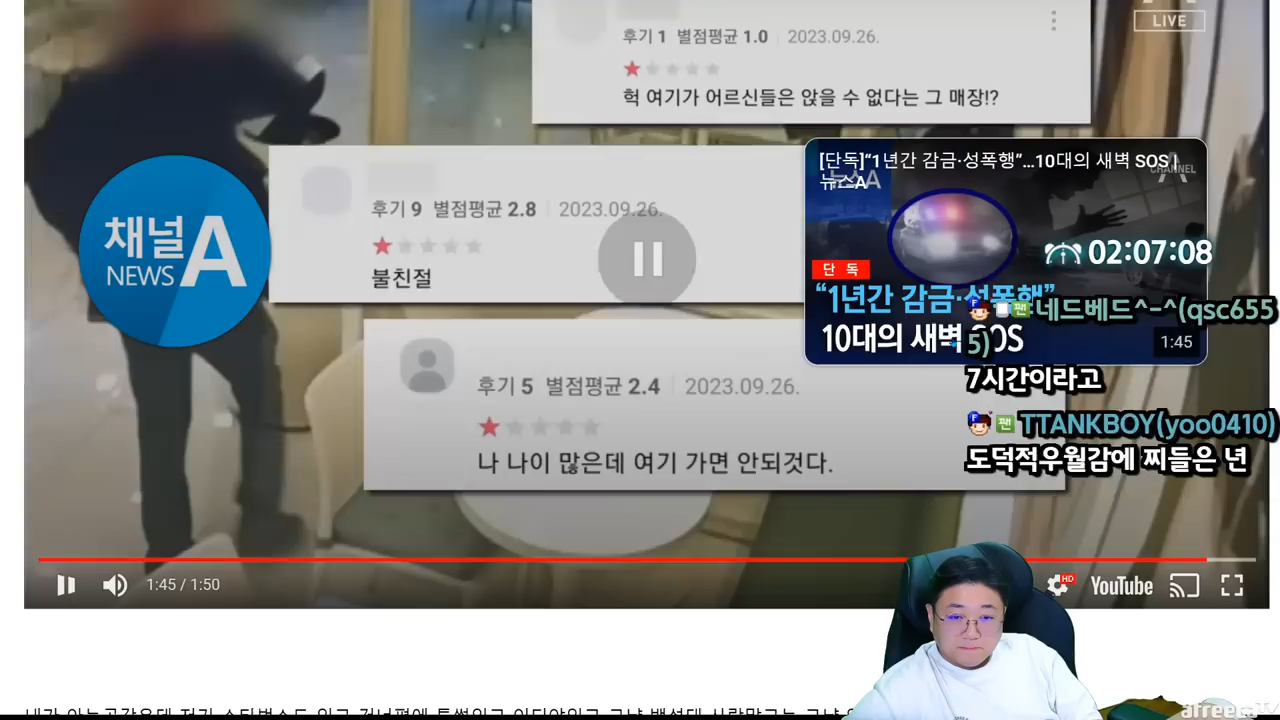 후기 1 별점평균 1.0 2023.09.26.
LIVE
헉 여기가 어르신들은 앉을 수 없다는 그 매장!?
채널 A
NEWS
후기 9 별점평균 2.8 2023.09.26.
불친절
[단독]“1년간 감금·성폭행”…10대의 새벽 SOS |
뉴스A
CHANNEL A
단독
“1년간 감금·성폭행”
10대의 새벽 SOS
1:45
02:07:08
팬 네드베드^-^(qsc655
5)
7시간이라고
팬 TTANKBOY(yoo0410)
도덕적우월감에 찌들은 년
후기 5 별점평균 2.4 2023.09.26.
나 나이 많은데 여기 가면 안되것다.
1:45 / 1:50
HD
YouTube
afreecaTV